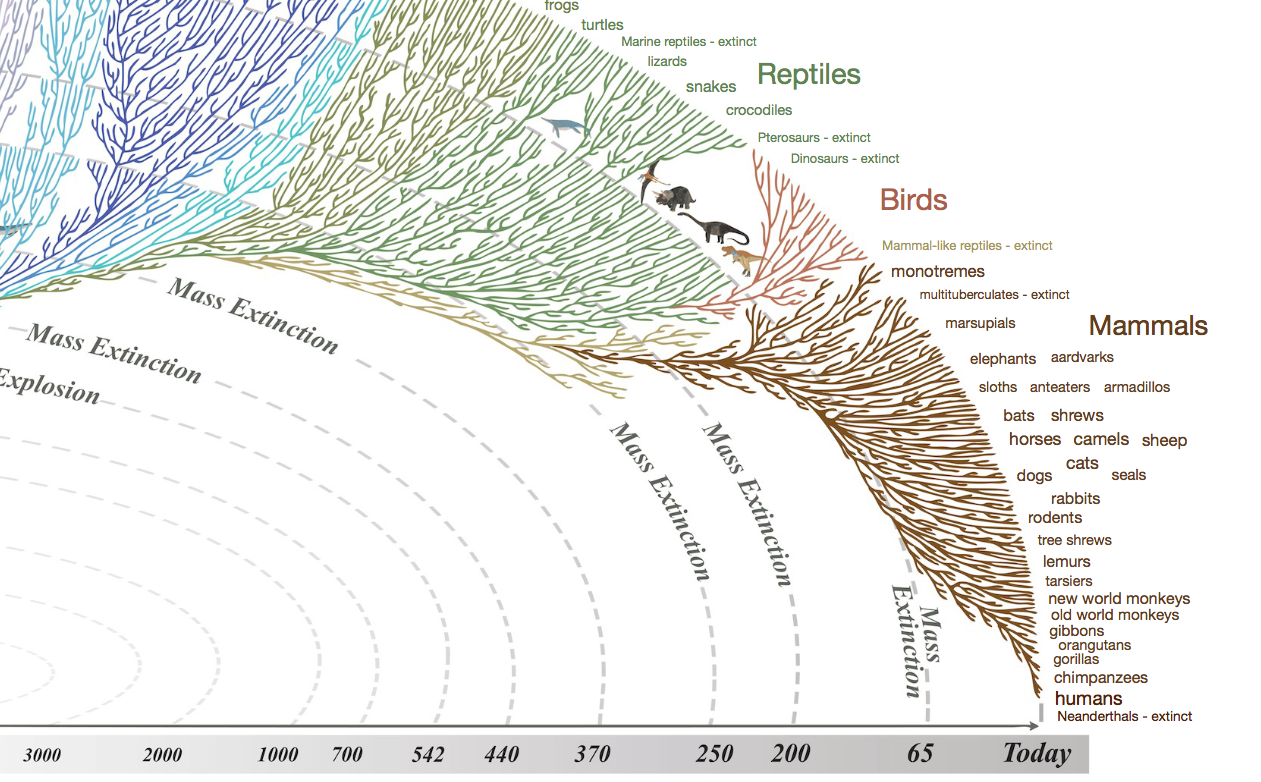 frogs
turtles
Marine reptiles - extinct
lizards
Reptiles
snakes
crocodiles
Pterosaurs - extinct
Dinosaurs - extinct
Birds
Mammal-like reptiles - extinct
monotremes
multituberculates - extinct
marsupials
Mammals
elephants aardvarks
sloths anteaters armadillos
bats shrews
horses camels sheep
cats
dogs seals
rabbits
rodents
tree shrews
lemurs
tarsiers
new world monkeys
old world monkeys
gibbons
orangutans
gorillas
chimpanzees
humans
Neanderthals - extinct
Mass Extinction
Mass Extinction
Explosion
Mass Extinction
Mass Extinction
Mass
Extinction
3000 2000 1000 700 542 440 370 250 200 65 Today